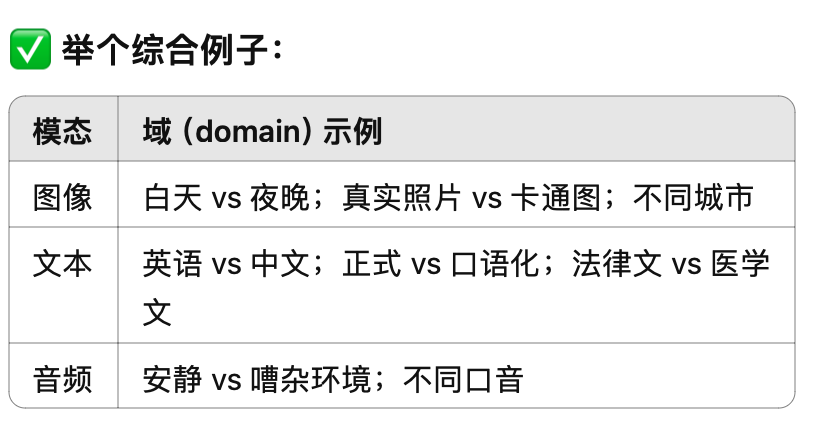 ✅ 举个综合例子：
模态 域（domain）示例
图像 白天 vs 夜晚；真实照片 vs 卡通图；不同城市
文本 英语 vs 中文；正式 vs 口语化；法律文 vs 医学
文
音频 安静 vs 嘈杂环境；不同口音